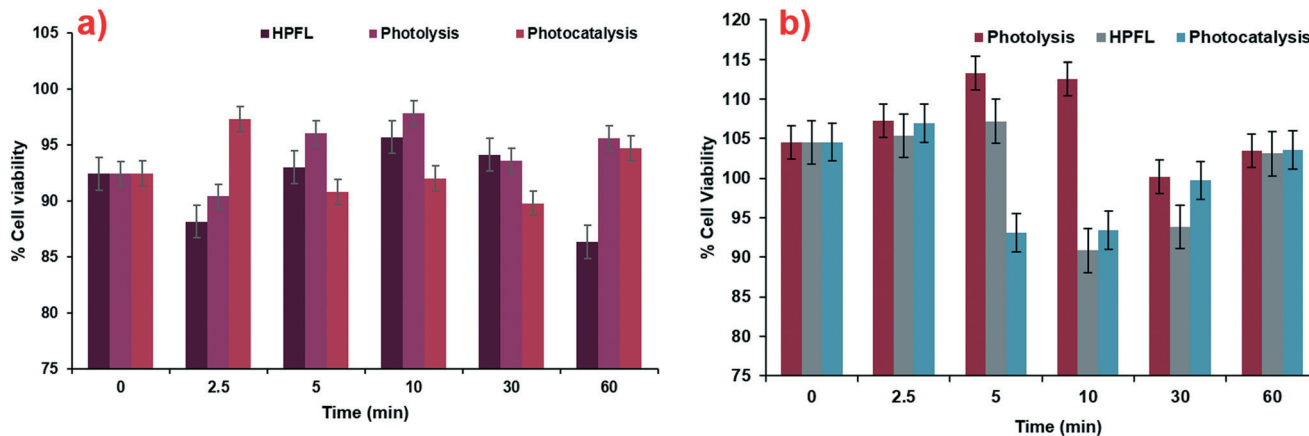 a)
HPFL Photolysis Photocatalysis
% Cell viability
105
100
95
90
85
80
75
0 2.5 5 10 30 60
Time (min)
b)
Photolysis HPFL Photocatalysis
% Cell Viability
120
115
110
105
100
95
90
85
80
75
0 2.5 5 10 30 60
Time (min)